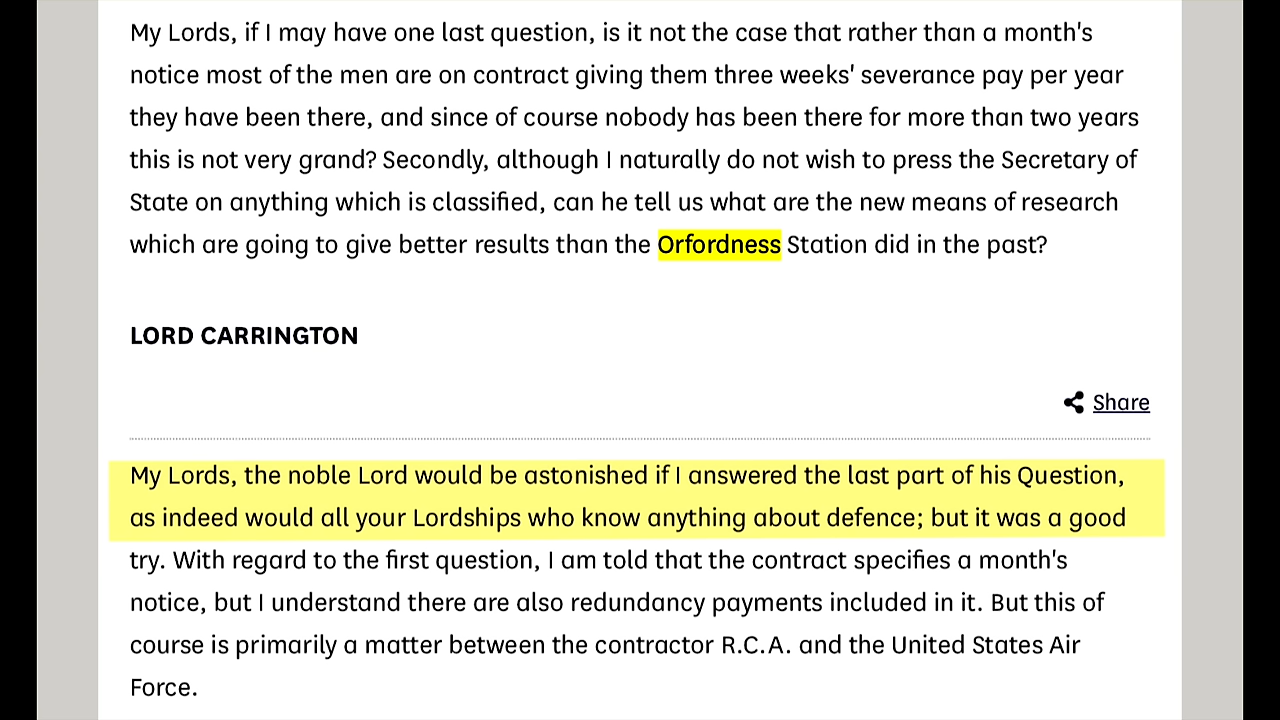 My Lords, if I may have one last question, is it not the case that rather than a month's
notice most of the men are on contract giving them three weeks' severance pay per year
they have been there, and since of course nobody has been there for more than two years
this is not very grand? Secondly, although I naturally do not wish to press the Secretary of
State on anything which is classified, can he tell us what are the new means of research
which are going to give better results than the Orfordness Station did in the past?
LORD CARRINGTON
Share
My Lords, the noble Lord would be astonished if I answered the last part of his Question,
as indeed would all your Lordships who know anything about defence; but it was a good
try. With regard to the first question, I am told that the contract specifies a month's
notice, but I understand there are also redundancy payments included in it. But this of
course is primarily a matter between the contractor R.C.A. and the United States Air
Force.